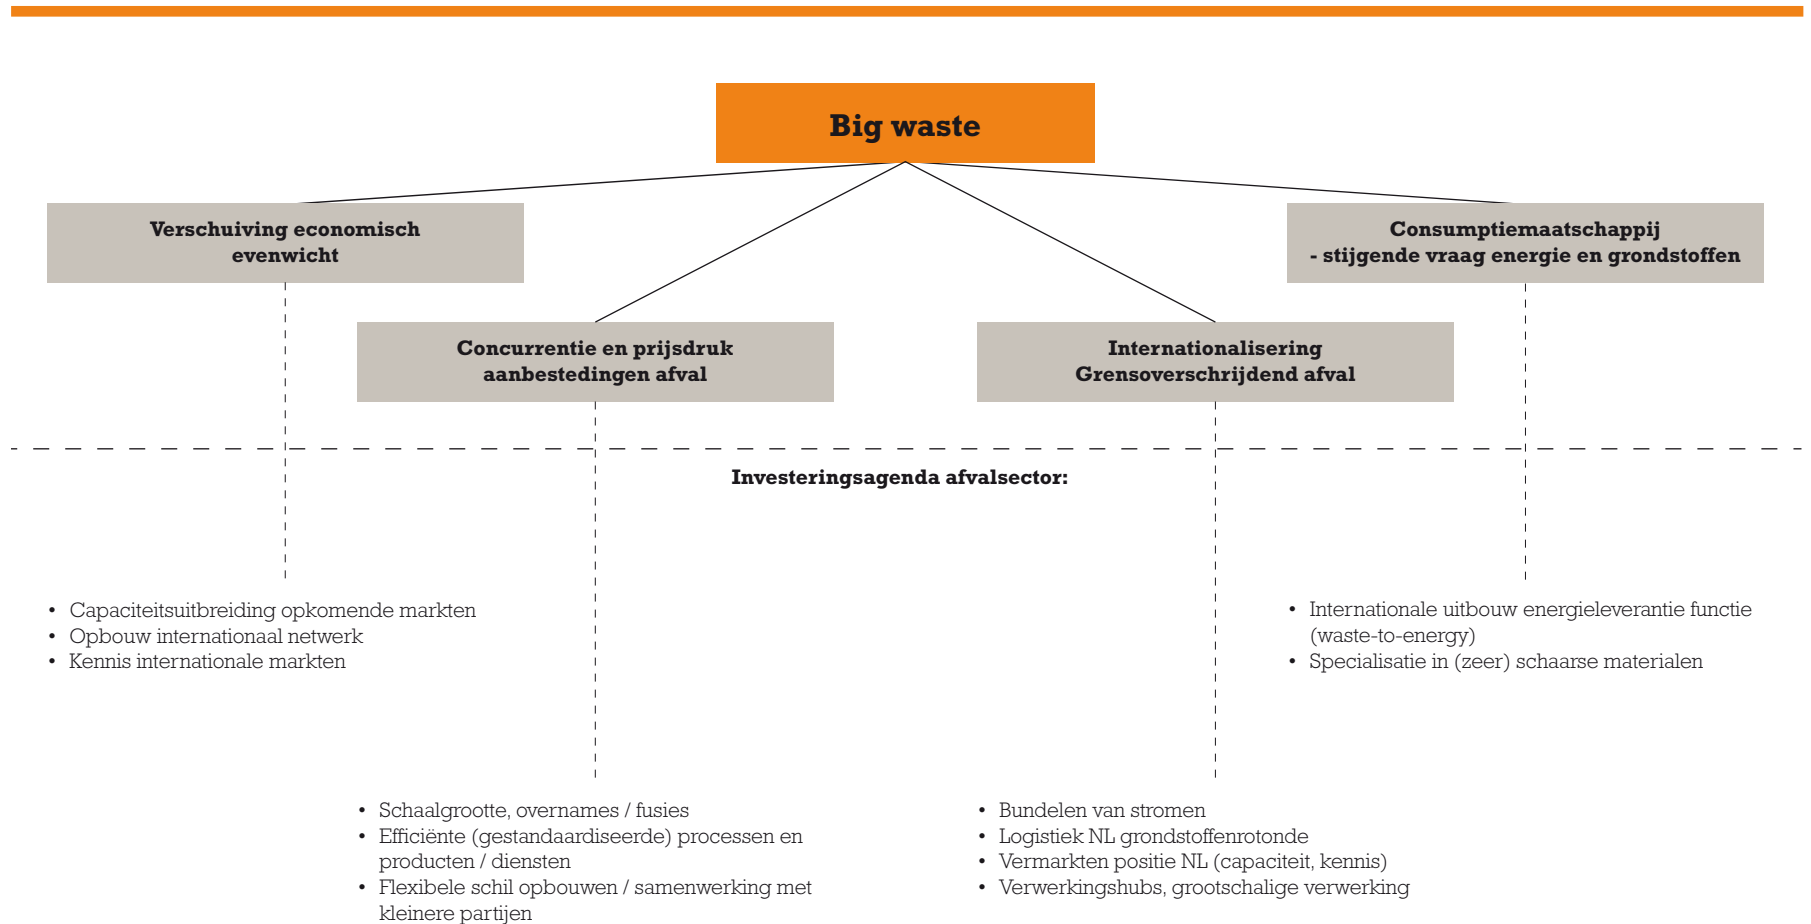 Big waste
Verschuiving economisch
evenwicht
Consumptiemaatschappij
- stijgende vraag energie en grondstoffen
Concurrentie en prijsdruk
aanbestedingen afval
Internationalisering
Grensoverschrijdend afval
Investeringsagenda afvalsector:
• Capaciteitsuitbreiding opkomende markten
• Opbouw internationaal netwerk
• Kennis internationale markten
• Internationale uitbouw energieleverantie functie
(waste-to-energy)
• Specialisatie in (zeer) schaarse materialen
• Schaalgrootte, overnames / fusies
• Efficiënte (gestandaardiseerde) processen en
producten / diensten
• Flexibele schil opbouwen / samenwerking met
kleinere partijen
• Bundelen van stromen
• Logistiek NL grondstoffenrotonde
• Vermarkten positie NL (capaciteit, kennis)
• Verwerkingshubs, grootschalige verwerking